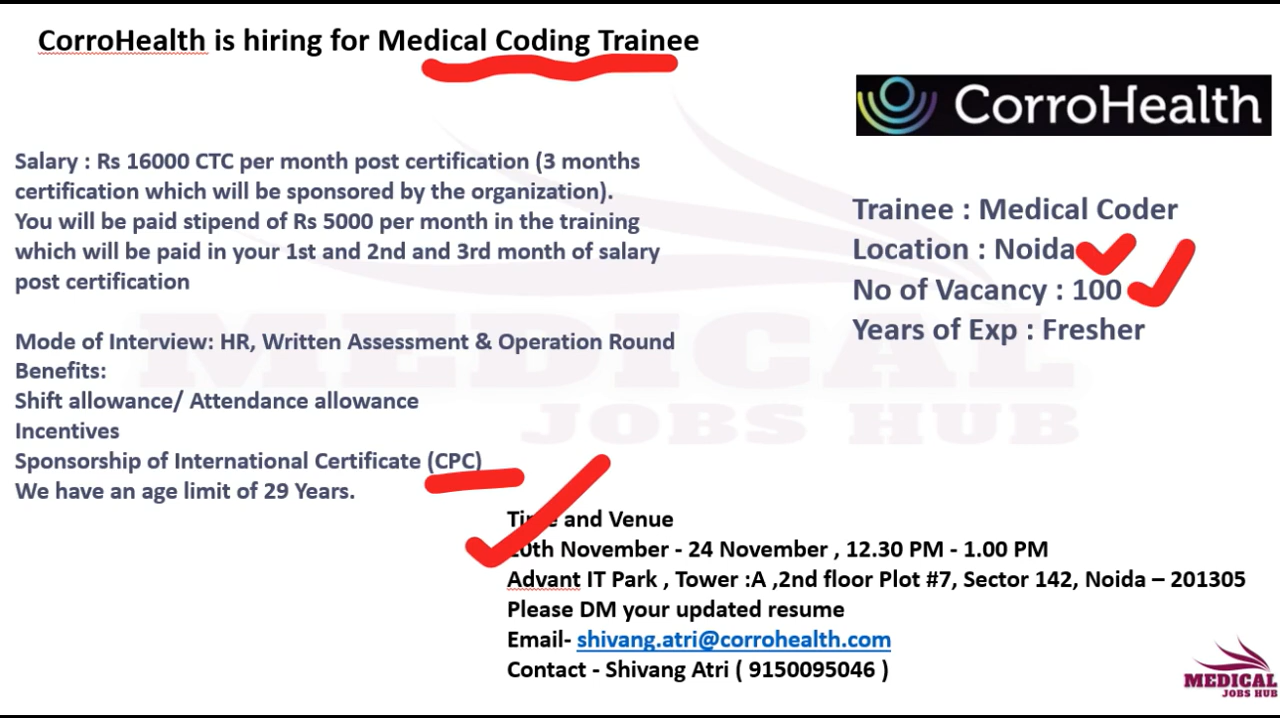 CorroHealth is hiring for Medical Coding Trainee
CorroHealth
Salary : Rs 16000 CTC per month post certification (3 months
certification which will be sponsored by the organization).
You will be paid stipend of Rs 5000 per month in the training
which will be paid in your 1st and 2nd and 3rd month of salary
post certification
Trainee : Medical Coder
Location : Noida
No of Vacancy : 100
Years of Exp : Fresher
Mode of Interview: HR, Written Assessment & Operation Round
Benefits:
Shift allowance/ Attendance allowance
Incentives
Sponsorship of International Certificate (CPC)
We have an age limit of 29 Years.
MEDICAL
JOBS HUB
Time and Venue
November - 24 November , 12.30 PM - 1.00 PM
Advant IT Park , Tower :A ,2nd floor Plot #7, Sector 142, Noida – 201305
Please DM your updated resume
Email- shivang.atri@corrohealth.com
Contact - Shivang Atri ( 9150095046 )
MEDICAL
JOBS HUB